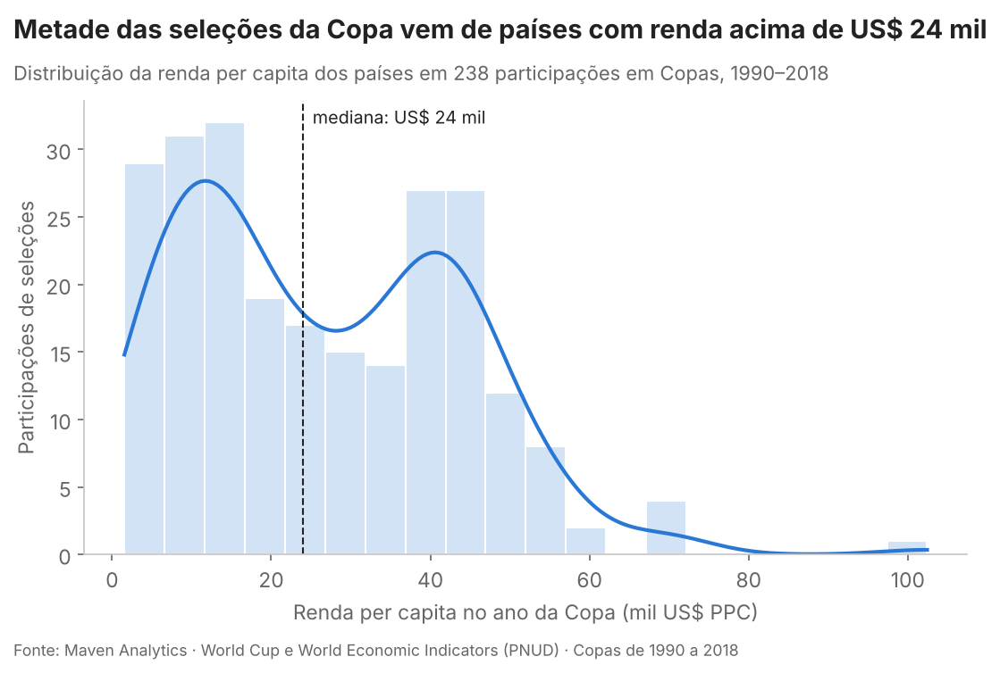 Metade das seleções da Copa vem de países com renda acima de US$ 24 mil
Distribuição da renda per capita dos países em 238 participações em Copas, 1990–2018
mediana: US$ 24 mil
Participações de seleções
30
25
20
15
10
5
0
0 20 40 60 80 100
Renda per capita no ano da Copa (mil US$ PPC)
Fonte: Maven Analytics · World Cup e World Economic Indicators (PNUD) · Copas de 1990 a 2018